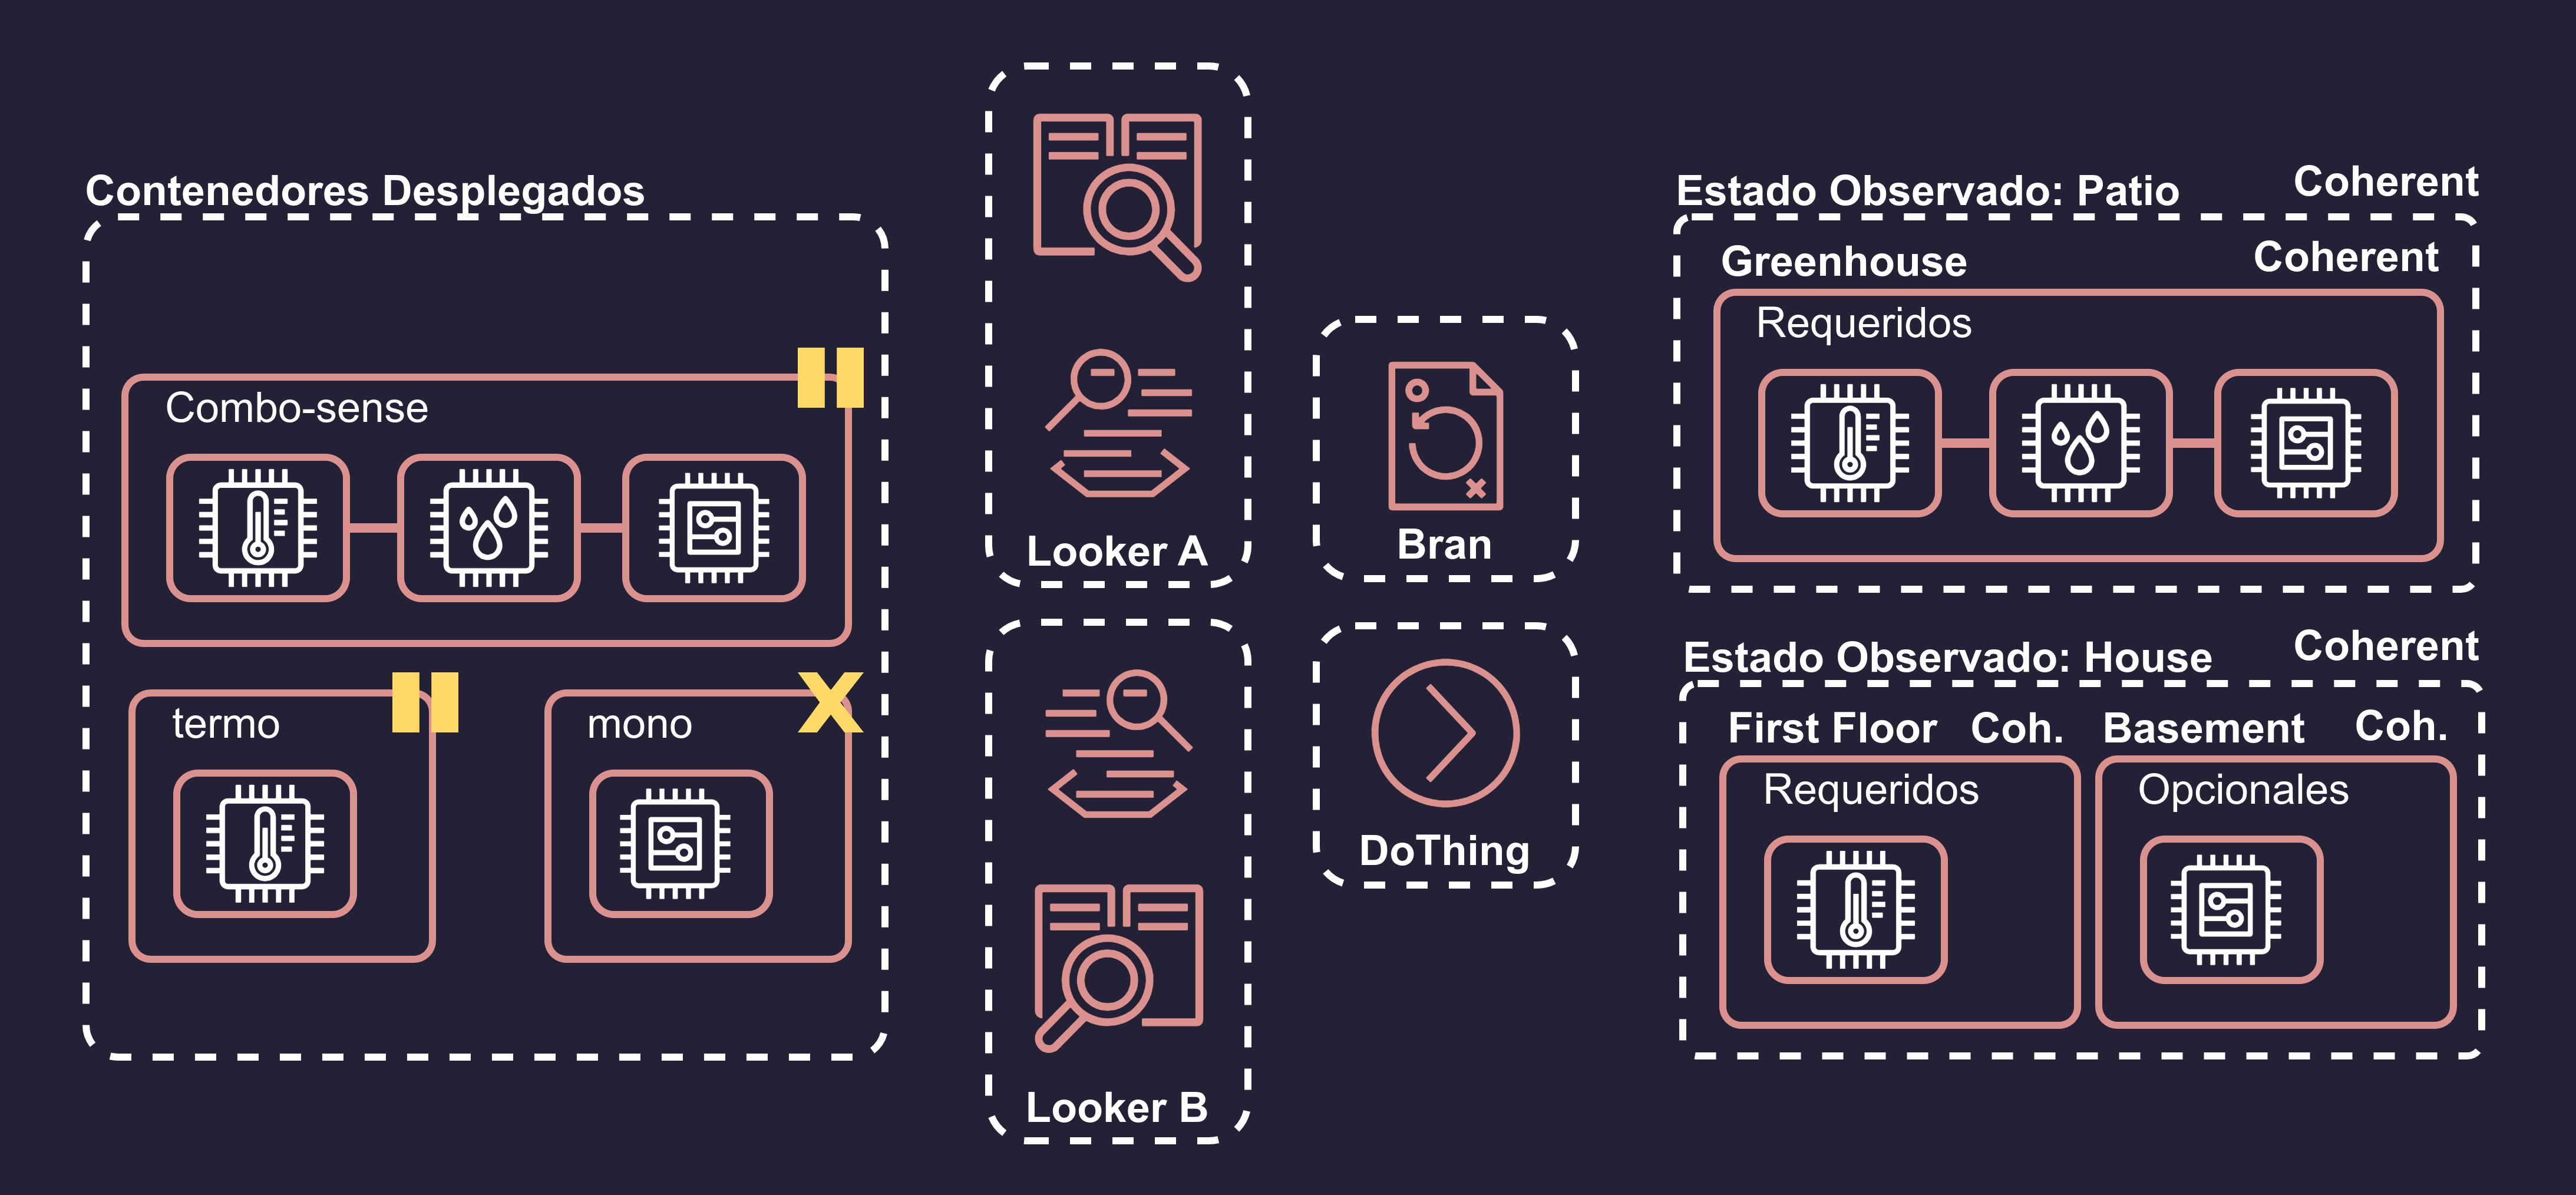 Contenedores Desplegados
Combo-sense
termo
mono
Looker A
Looker B
Bran
DoThing
Estado Observado: Patio
Coherent
Greenhouse
Coherent
Requeridos
Estado Observado: House
Coherent
First Floor
Coh.
Basement
Coh.
Requeridos
Opcionales